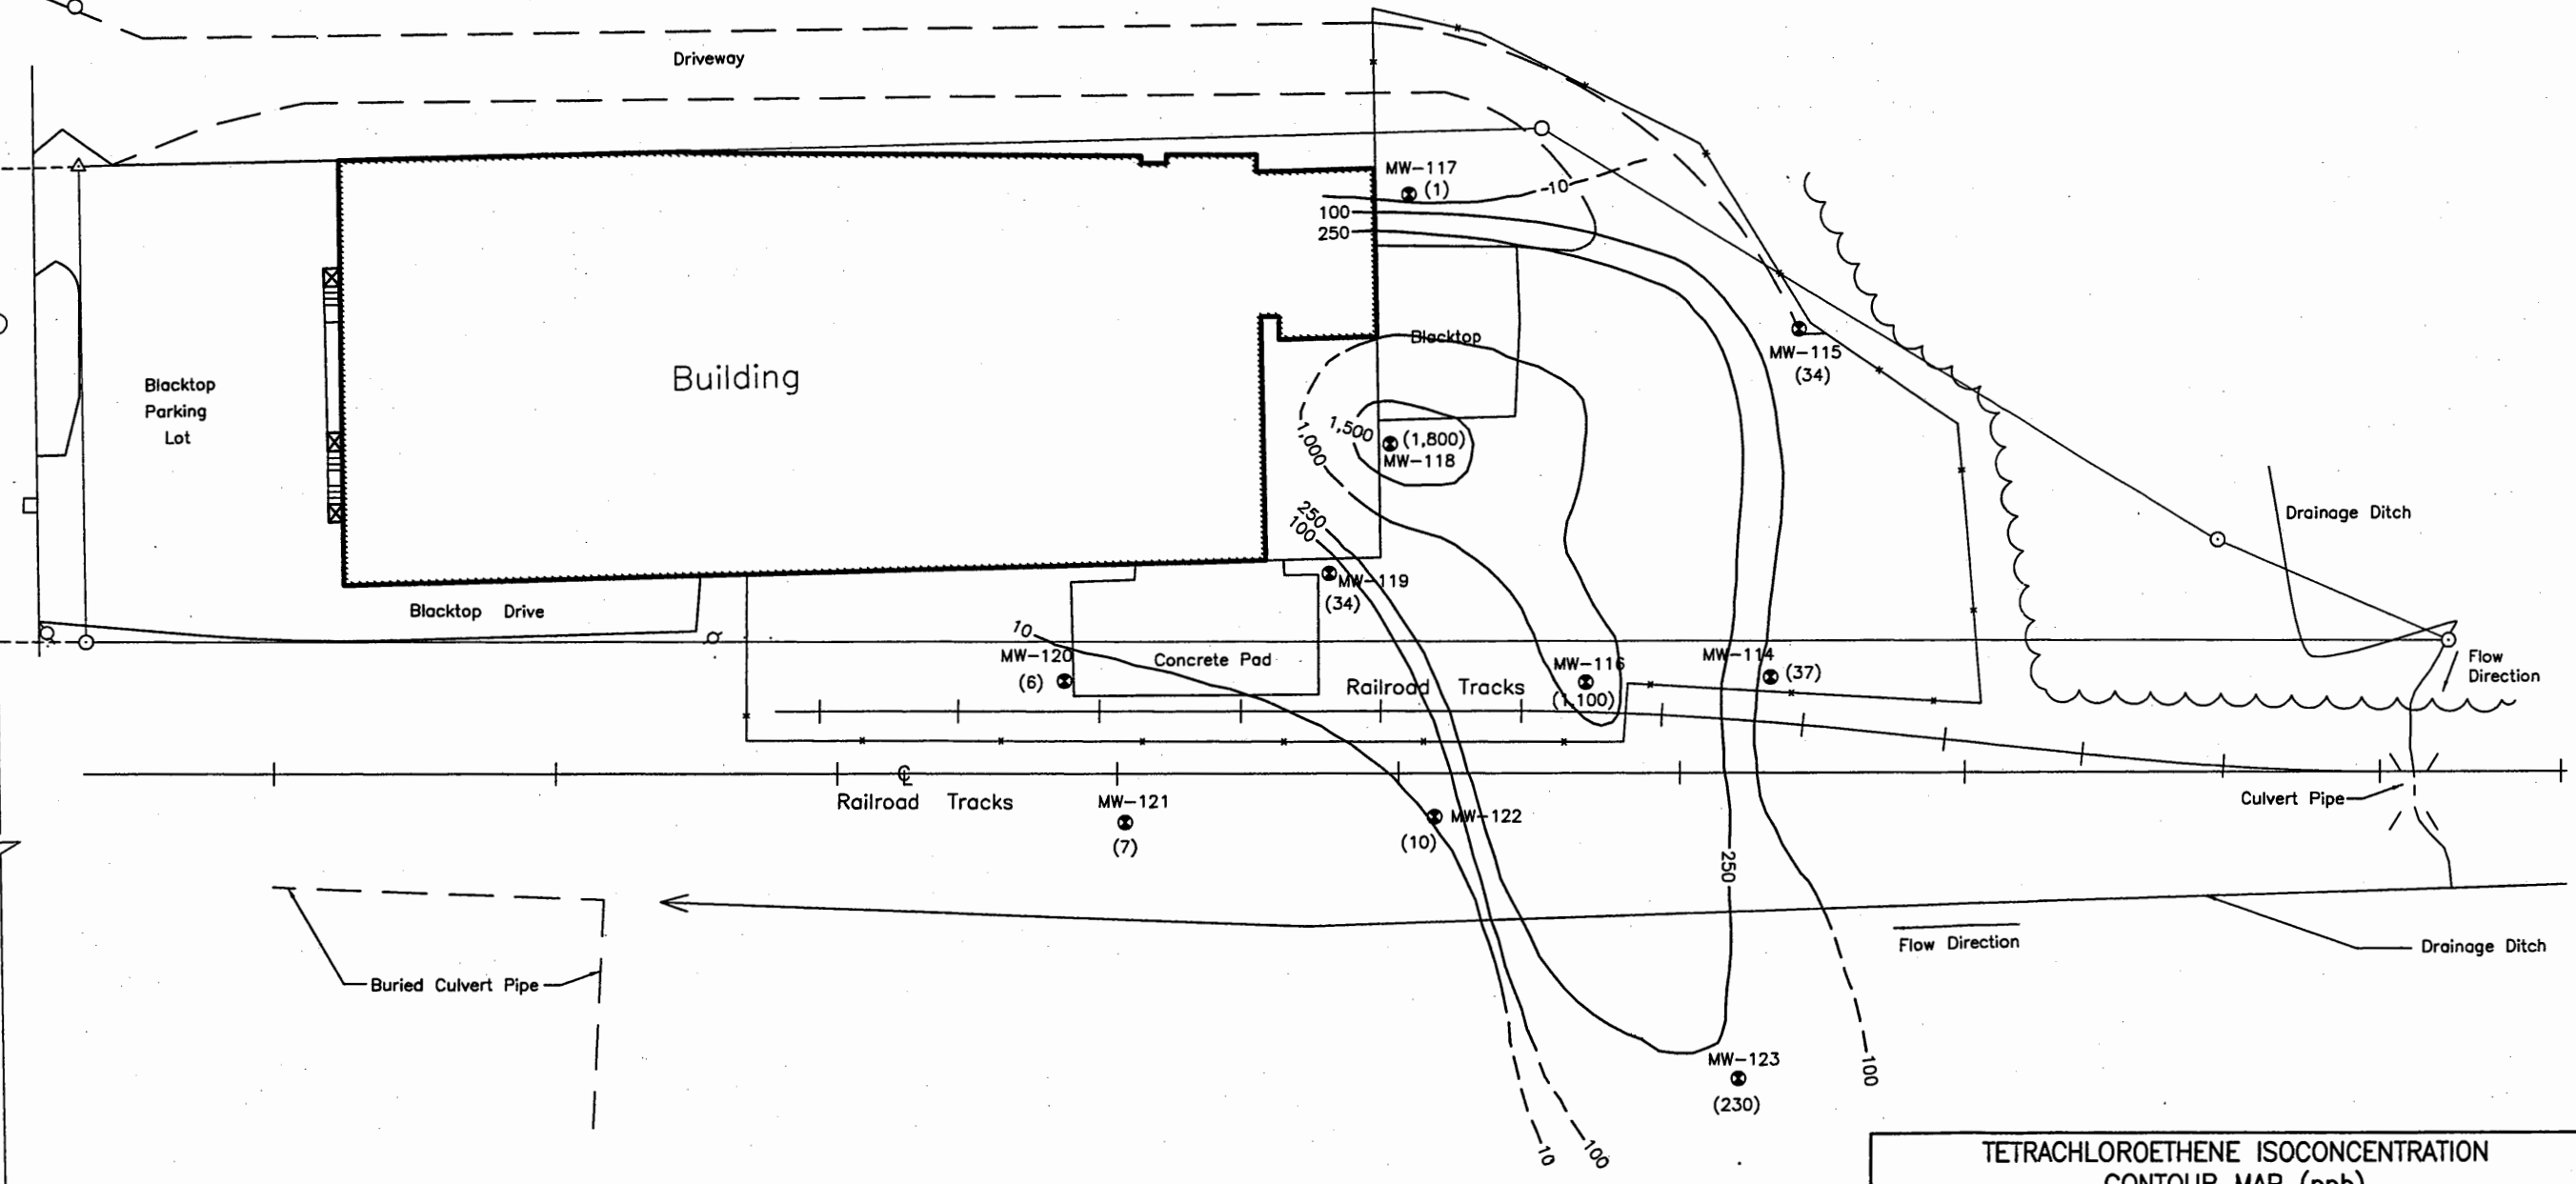 Driveway
MW-117
(1)
-10
100
250
Blacktop
MW-115
(34)
Building
Blacktop
Parking
Lot
1,500
(1,800)
MW-118
1,000
250
100
Drainage Ditch
MW-119
(34)
Blacktop Drive
10
MW-120
(6)
Concrete Pad
MW-116
(1,100)
MW-114
(37)
Railroad Tracks
Flow
Direction
Railroad Tracks
MW-121
(7)
MW-122
(10)
Culvert Pipe
250
Flow Direction
Drainage Ditch
Buried Culvert Pipe
MW-123
(230)
100
10
100
TETRACHLOROETHENE ISOCONCENTRATION
CONTOUR MAP (ppb)